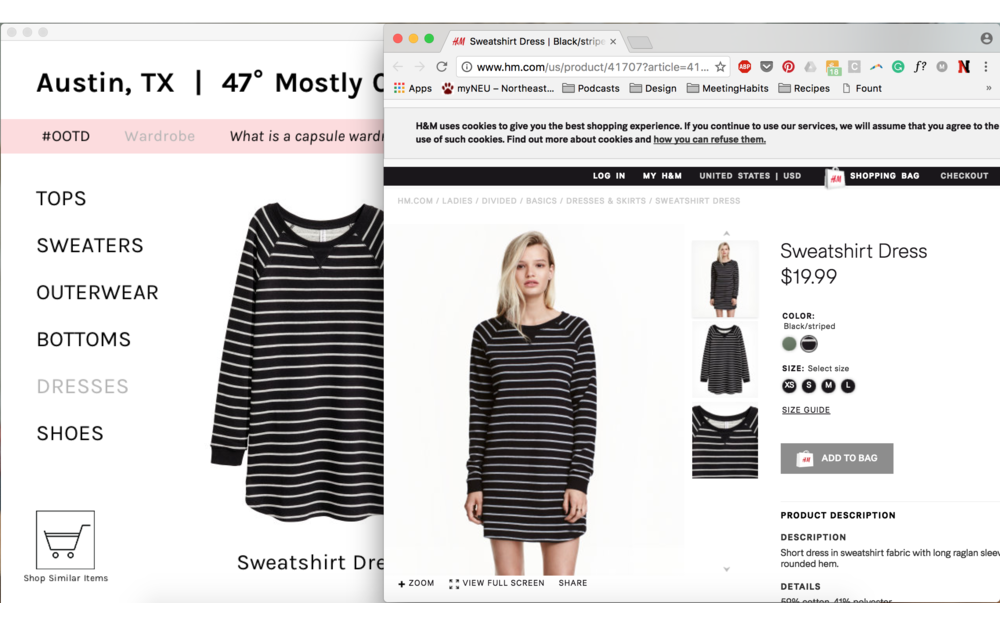 Austin, TX | 47° Mostly
#OOTD Wardrobe What is a capsule
TOPS
SWEATERS
OUTERWEAR
BOTTOMS
DRESSES
SHOES
Shop Similar Items
Sweatshirt
H&M Sweatshirt Dress | Black/stripe
www.hm.com/us/product/41707?article=41...
ABP
18
f?
N
Apps
myNEU – Northeast...
Podcasts
Design
MeetingHabits
Recipes
Fount
»
H&M uses cookies to give you the best shopping experience. If you continue to use our services, we will assume that you agree to the
use of such cookies. Find out more about cookies and how you can refuse them.
LOG IN MY H&M UNITED STATES | USD H&M SHOPPING BAG CHECKOUT
HM.COM / LADIES / DIVIDED / BASICS / DRESSES & SKIRTS / SWEATSHIRT DRESS
Sweatshirt Dress
$19.99
COLOR:
Black/striped
SIZE: Select size
XS S M L
SIZE GUIDE
H&M ADD TO BAG
PRODUCT DESCRIPTION
DESCRIPTION
Short dress in sweatshirt fabric with long raglan
rounded hem.
DETAILS
59% cotton, 41% polyester
ZOOM VIEW FULL SCREEN SHARE